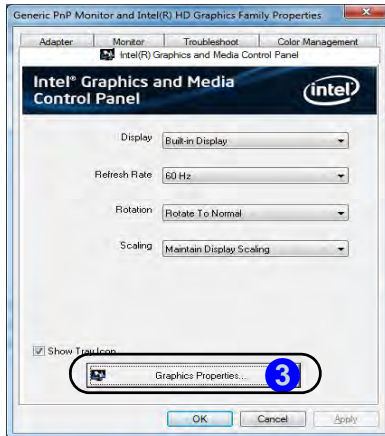 Generic PnP Monitor and Intel(R) HD Graphics Family Properties
Adapter Monitor Troubleshoot Color Management
Intel(R) Graphics and Media Control Panel
Intel® Graphics and Media
Control Panel
intel
Display Built-in Display
Refresh Rate 60 Hz
Rotation Rotate To Normal
Scaling Maintain Display Scaling
Show Tray Icon
Graphics Properties... 3
OK Cancel Apply